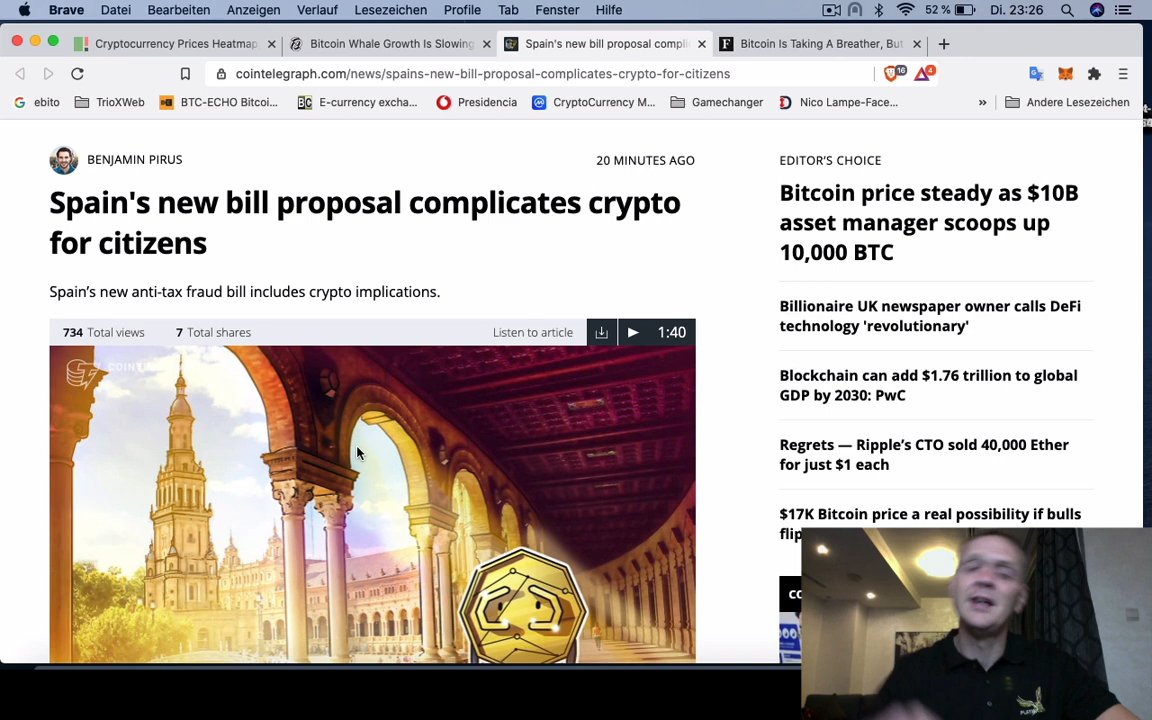 Brave Datei Bearbeiten Anzeigen Verlauf Lesezeichen Profile Tab Fenster Hilfe 52 % Di. 23:26
Cryptocurrency Prices Heatmap, Bitcoin Whale Growth Is Slowing Spain's new bill proposal compli Bitcoin Is Taking A Breather, But
cointelegraph.com/news/spains-new-bill-proposal-complicates-crypto-for-citizens 16 4
ebito TrioXWeb BTC-ECHO Bitcoi... E-currency excha... Presidencia CryptoCurrency M... Gamechanger Nico Lampe-Face... » Andere Lesezeichen
BENJAMIN PIRUS
20 MINUTES AGO
Spain's new bill proposal complicates crypto
for citizens
Spain's new anti-tax fraud bill includes crypto implications.
734 Total views 7 Total shares Listen to article 1:40
EDITOR'S CHOICE
Bitcoin price steady as $10B
asset manager scoops up
10,000 BTC
Billionaire UK newspaper owner calls DeFi
technology 'revolutionary'
Blockchain can add $1.76 trillion to global
GDP by 2030: PwC
Regrets — Ripple's CTO sold 40,000 Ether
for just $1 each
$17K Bitcoin price a real possibility if bulls